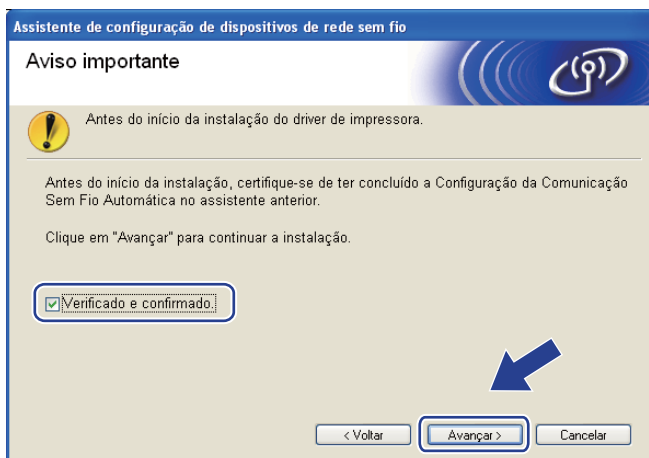 Assistente de configuração de dispositivos de rede sem fio
Aviso importante
Antes do início da instalação do driver de impressora.
Antes do início da instalação, certifique-se de ter concluído a Configuração da Comunicação
Sem Fio Automática no assistente anterior.
Clique em "Avançar" para continuar a instalação.
Verificado e confirmado.
< Voltar
Avançar >
Cancelar